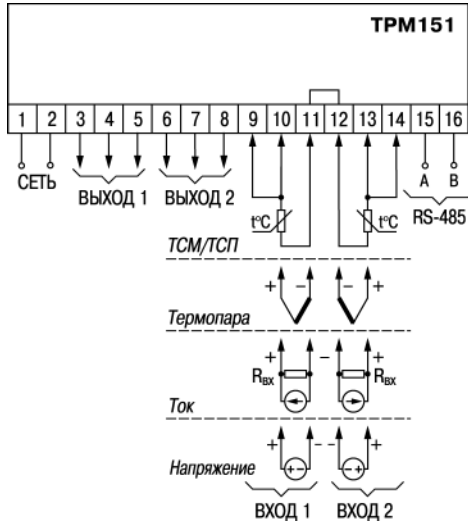 ТРМ151
1 2 3 4 5 6 7 8 9 10 11 12 13 14 15 16
СЕТЬ ВЫХОД 1 ВЫХОД 2 A B
RS-485
t°C t°C
ТСМ/ТСП
+ - - +
Термопара
+ - +
Rвх Rвх
Ток
+ - - +
+ - - +
Напряжение
ВХОД 1 ВХОД 2